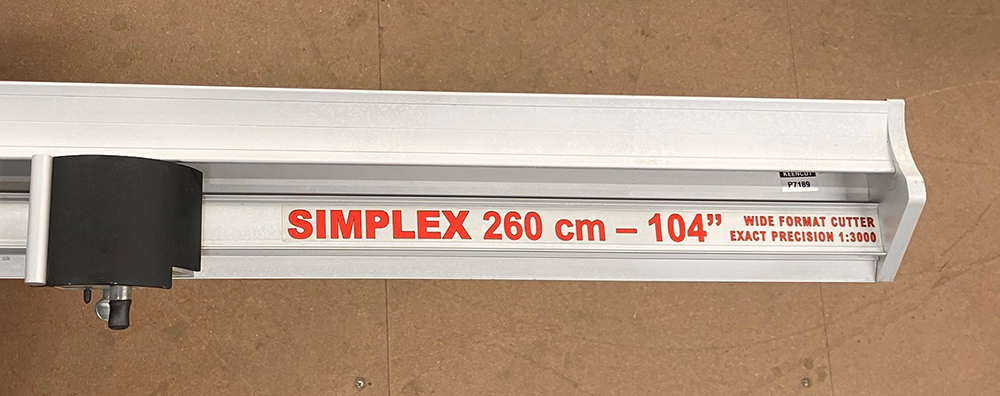 KEENCUT
P7189
SIMPLEX 260 cm – 104”
WIDE FORMAT CUTTER
EXACT PRECISION 1:3000